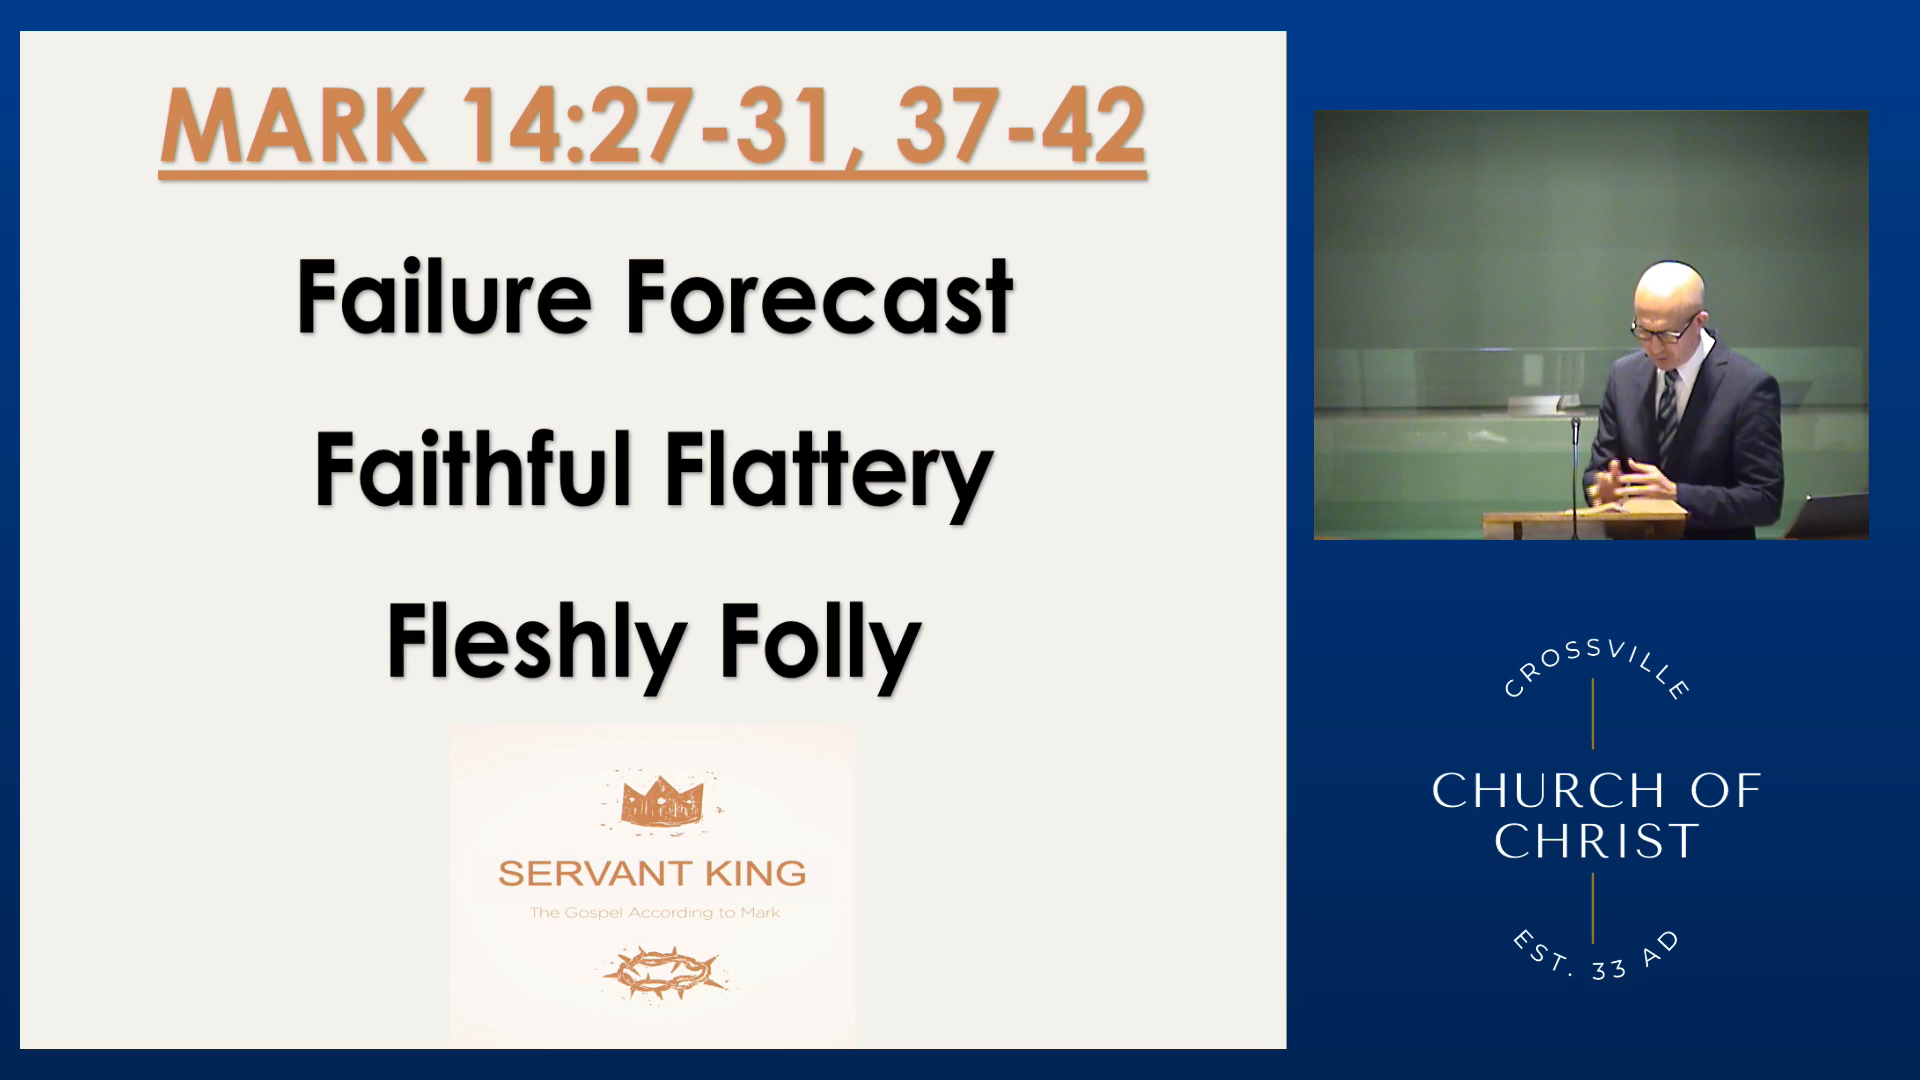 MARK 14:27-31, 37-42
Failure Forecast
Faithful Flattery
Fleshly Folly
SERVANT KING
The Gospel According to Mark
CROSSVILLE
CHURCH OF
CHRIST
EST. 33 AD